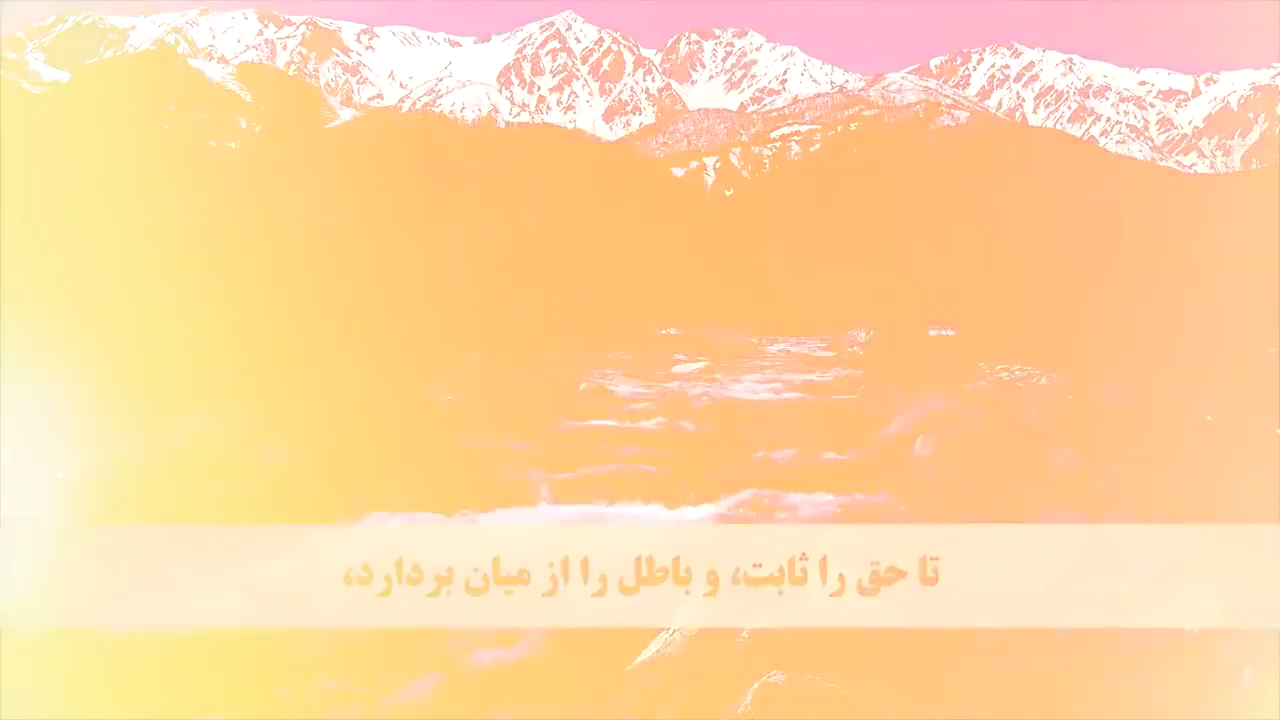 تا حق را ثابت، و باطل را از میان بردارد،